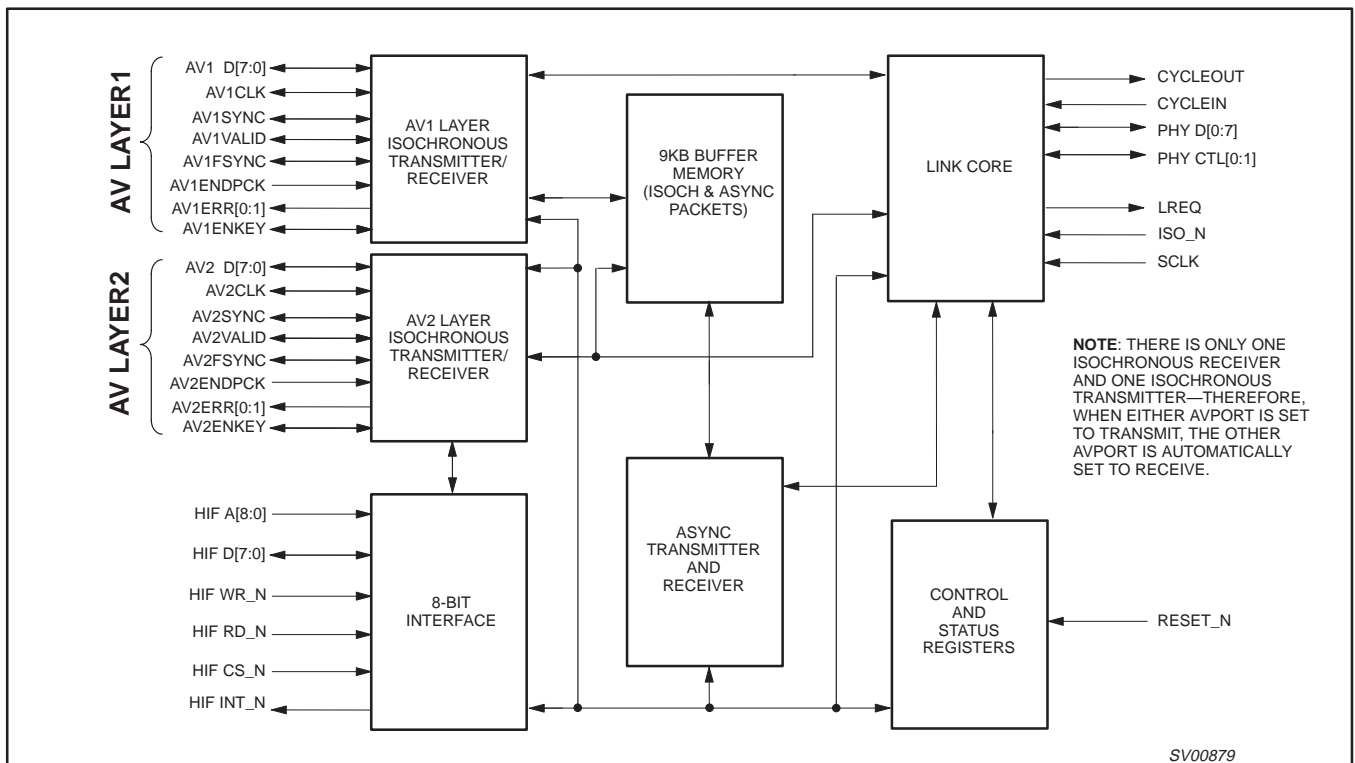 AV LAYER1
AV1 D[7:0]
AV1CLK
AV1SYNC
AV1VALID
AV1FSYNC
AV1ENDPCK
AV1ERR[0:1]
AV1ENKEY
AV1 LAYER
ISOCHRONOUS
TRANSMITTER/
RECEIVER
AV LAYER2
AV2 D[7:0]
AV2CLK
AV2SYNC
AV2VALID
AV2FSYNC
AV2ENDPCK
AV2ERR[0:1]
AV2ENKEY
AV2 LAYER
ISOCHRONOUS
TRANSMITTER/
RECEIVER
HIF A[8:0]
HIF D[7:0]
HIF WR_N
HIF RD_N
HIF CS_N
HIF INT_N
8-BIT
INTERFACE
9KB BUFFER
MEMORY
(ISOCH & ASYNC
PACKETS)
ASYNC
TRANSMITTER
AND
RECEIVER
LINK CORE
CYCLEOUT
CYCLEIN
PHY D[0:7]
PHY CTL[0:1]
LREQ
ISO_N
SCLK
NOTE: THERE IS ONLY ONE
ISOCHRONOUS RECEIVER
AND ONE ISOCHRONOUS
TRANSMITTER—THEREFORE,
WHEN EITHER AVPORT IS SET
TO TRANSMIT, THE OTHER
AVPORT IS AUTOMATICALLY
SET TO RECEIVE.
CONTROL
AND
STATUS
REGISTERS
RESET_N
SV00879